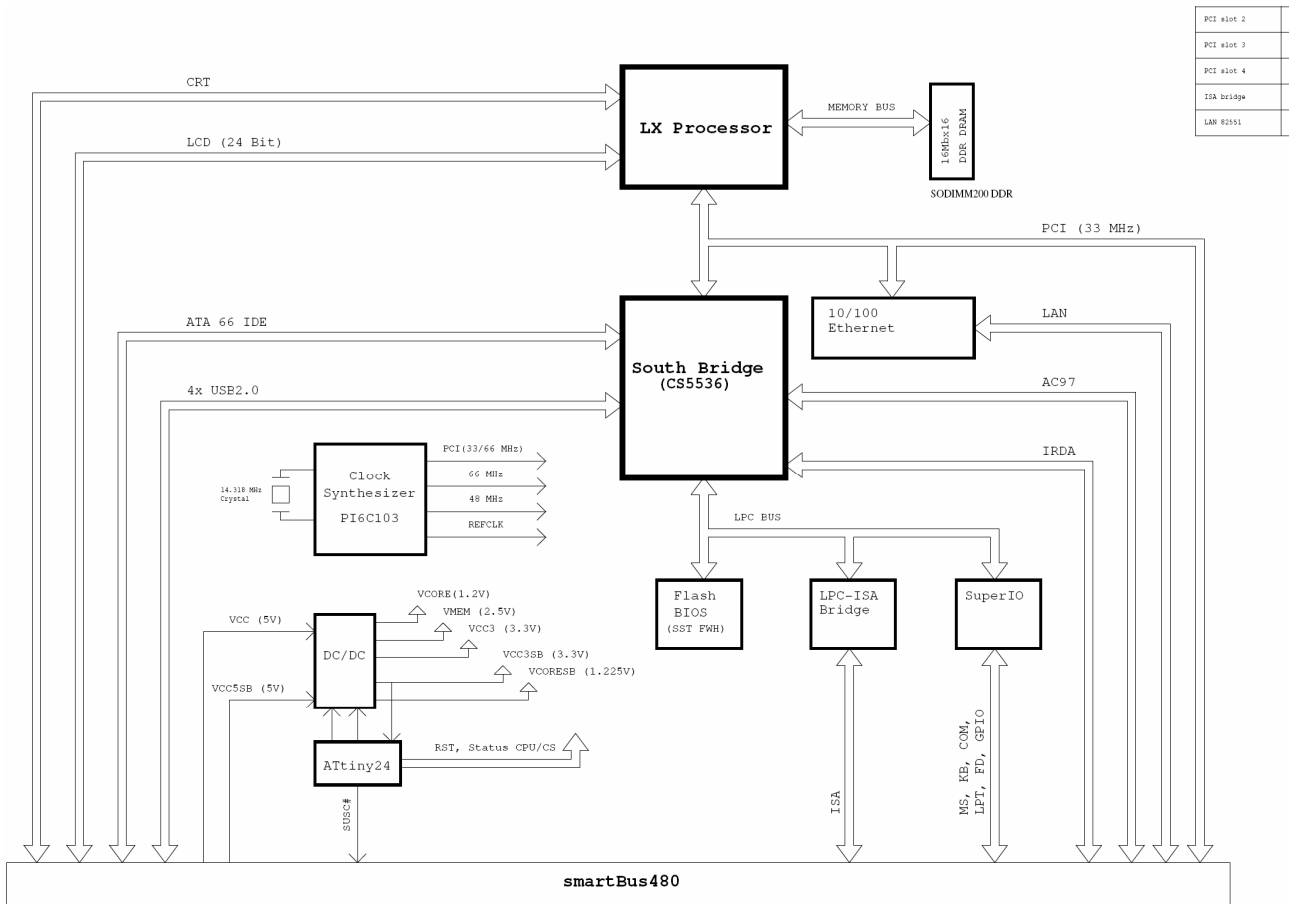 PCI slot 2
PCI slot 3
PCI slot 4
ISA bridge
LAN 82551
CRT
LCD (24 Bit)
LX Processor
MEMORY BUS
16Mbx16
DDR DRAM
SODIMM200 DDR
PCI (33 MHz)
ATA 66 IDE
4x USB2.0
South Bridge
(CS5536)
10/100
Ethernet
LAN
AC97
IRDA
14.318 MHz
Crystal
Clock
Synthesizer
PI6C103
PCI(33/66 MHz)
66 MHz
48 MHz
REFCLK
LPC BUS
Flash
BIOS
(SST FWH)
LPC-ISA
Bridge
SuperIO
VCC (5V)
VCC5SB (5V)
DC/DC
VCORE(1.2V)
VMEM (2.5V)
VCC3 (3.3V)
VCC3SB (3.3V)
VCORESB (1.225V)
ATtiny24
RST, Status CPU/CS
SUSC#
ISA
MS, KB, COM,
LPT, FD, GPIO
smartBus480